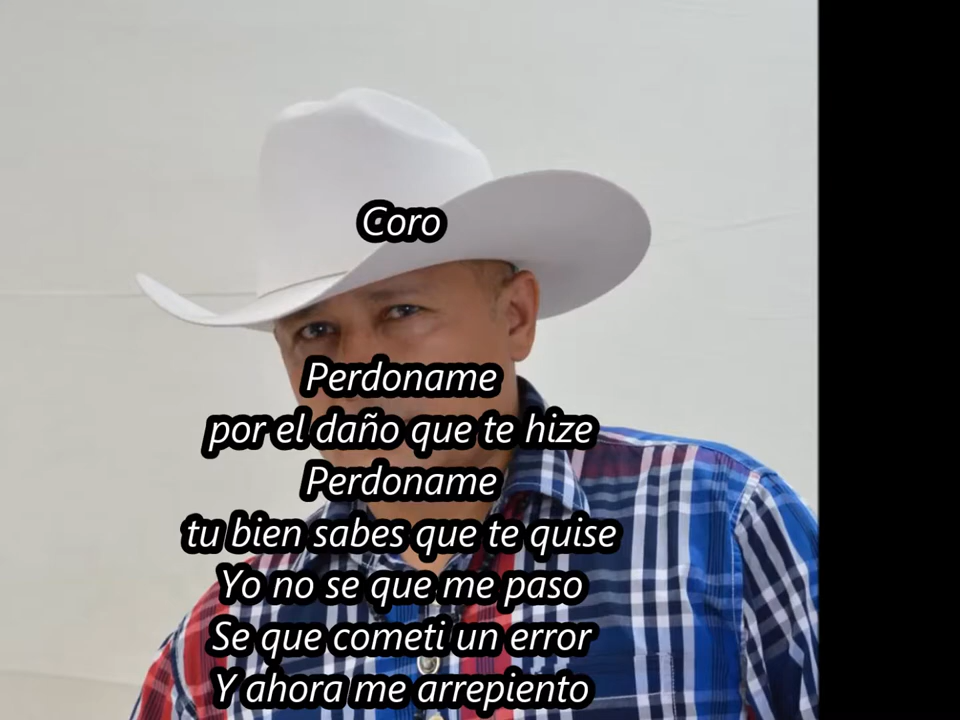 Coro
Perdoname
por el daño que te hize
Perdoname
tu bien sabes que te quise
Yo no se que me paso
Se que cometi un error
Y ahora me arrepiento